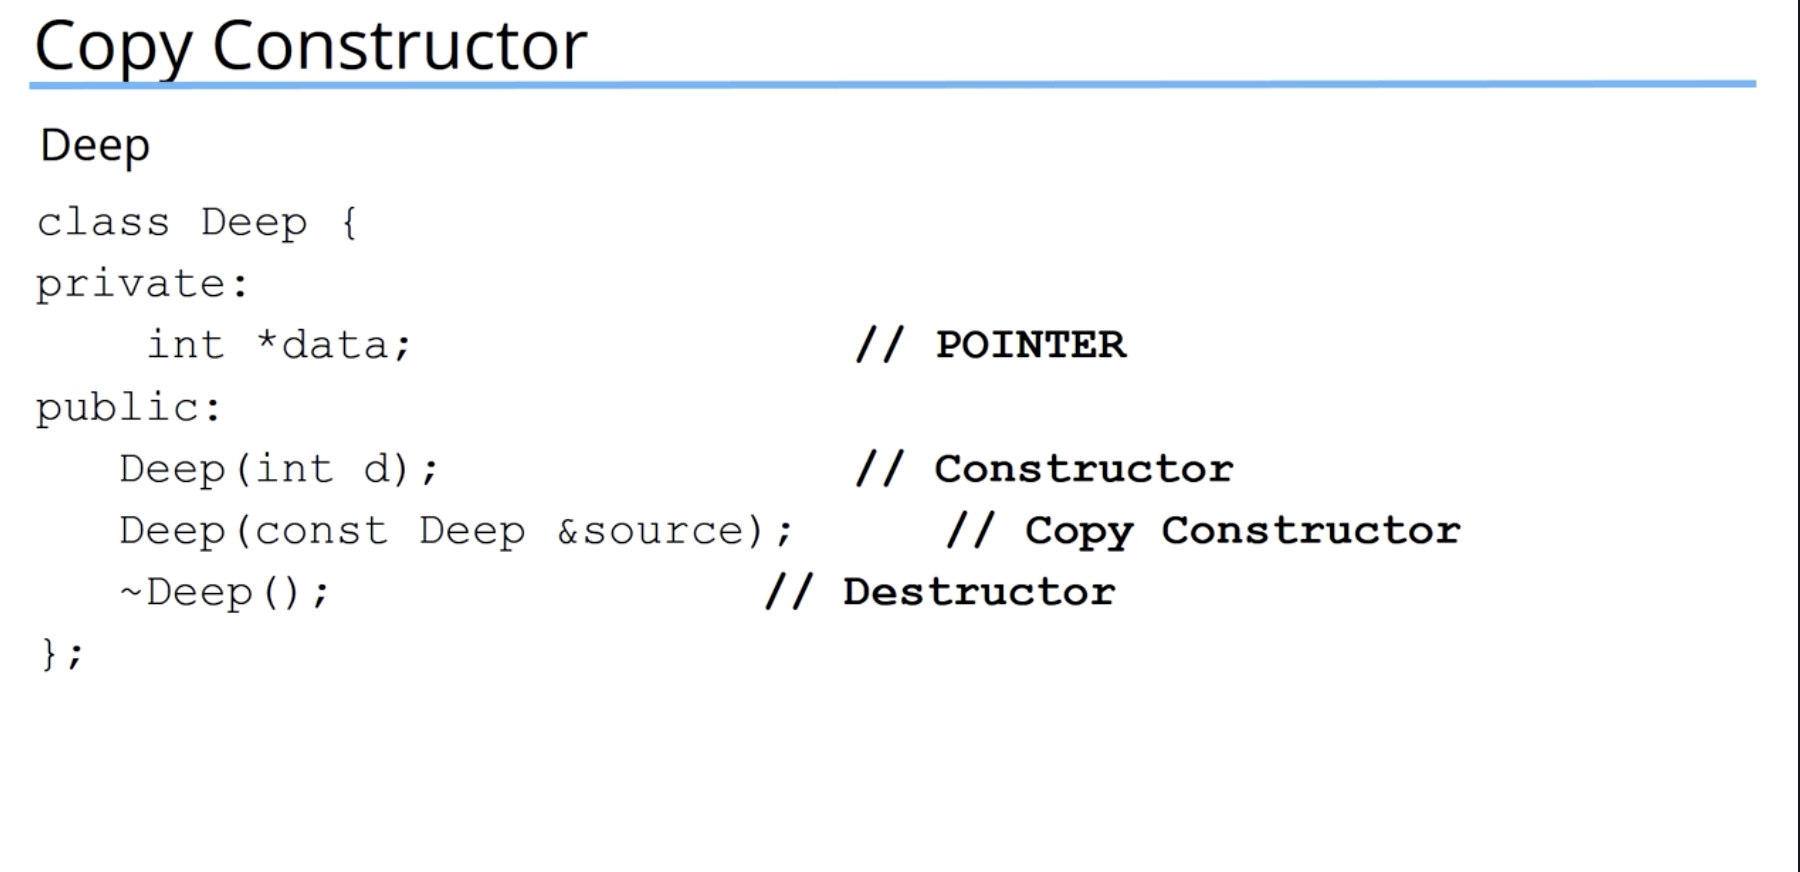 Copy Constructor
Deep
class Deep {
private:
int *data; // POINTER
public:
Deep(int d); // Constructor
Deep(const Deep &source); // Copy Constructor
~Deep(); // Destructor
};